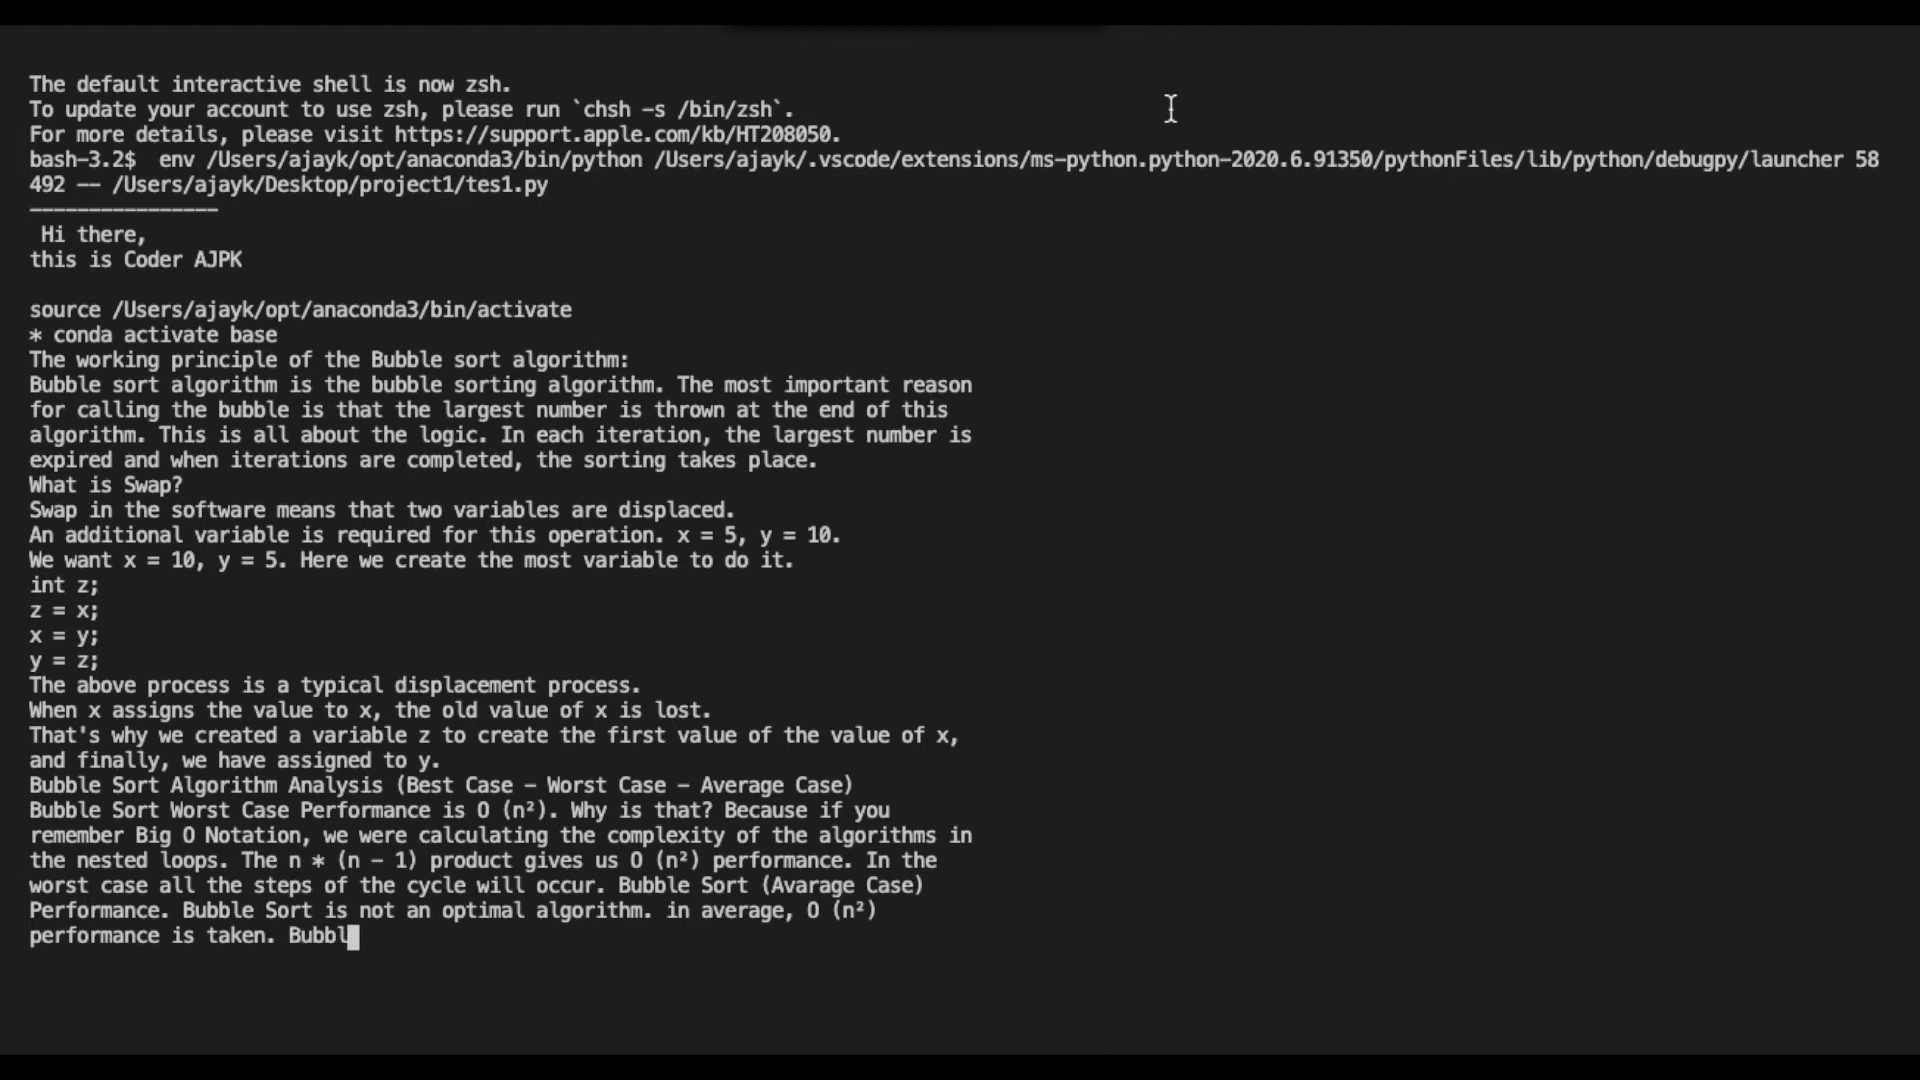 The default interactive shell is now zsh.
To update your account to use zsh, please run `chsh -s /bin/zsh`.
For more details, please visit https://support.apple.com/kb/HT208050.
bash-3.2$  env /Users/ajayk/opt/anaconda3/bin/python /Users/ajayk/.vscode/extensions/ms-python.python-2020.6.91350/pythonFiles/lib/python/debugpy/launcher 58
492 -- /Users/ajayk/Desktop/project1/tes1.py
----------------
 Hi there,
this is Coder AJPK
source /Users/ajayk/opt/anaconda3/bin/activate
* conda activate base
The working principle of the Bubble sort algorithm:
Bubble sort algorithm is the bubble sorting algorithm. The most important reason
for calling the bubble is that the largest number is thrown at the end of this
algorithm. This is all about the logic. In each iteration, the largest number is
expired and when iterations are completed, the sorting takes place.
What is Swap?
Swap in the software means that two variables are displaced.
An additional variable is required for this operation. x = 5, y = 10.
We want x = 10, y = 5. Here we create the most variable to do it.
int z;
z = x;
x = y;
y = z;
The above process is a typical displacement process.
When x assigns the value to x, the old value of x is lost.
That's why we created a variable z to create the first value of the value of x,
and finally, we have assigned to y.
Bubble Sort Algorithm Analysis (Best Case - Worst Case - Average Case)
Bubble Sort Worst Case Performance is O (n²). Why is that? Because if you
remember Big O Notation, we were calculating the complexity of the algorithms in
the nested loops. The n * (n - 1) product gives us O (n²) performance. In the
worst case all the steps of the cycle will occur. Bubble Sort (Avarage Case)
Performance. Bubble Sort is not an optimal algorithm. in average, O (n²)
performance is taken. Bubbl